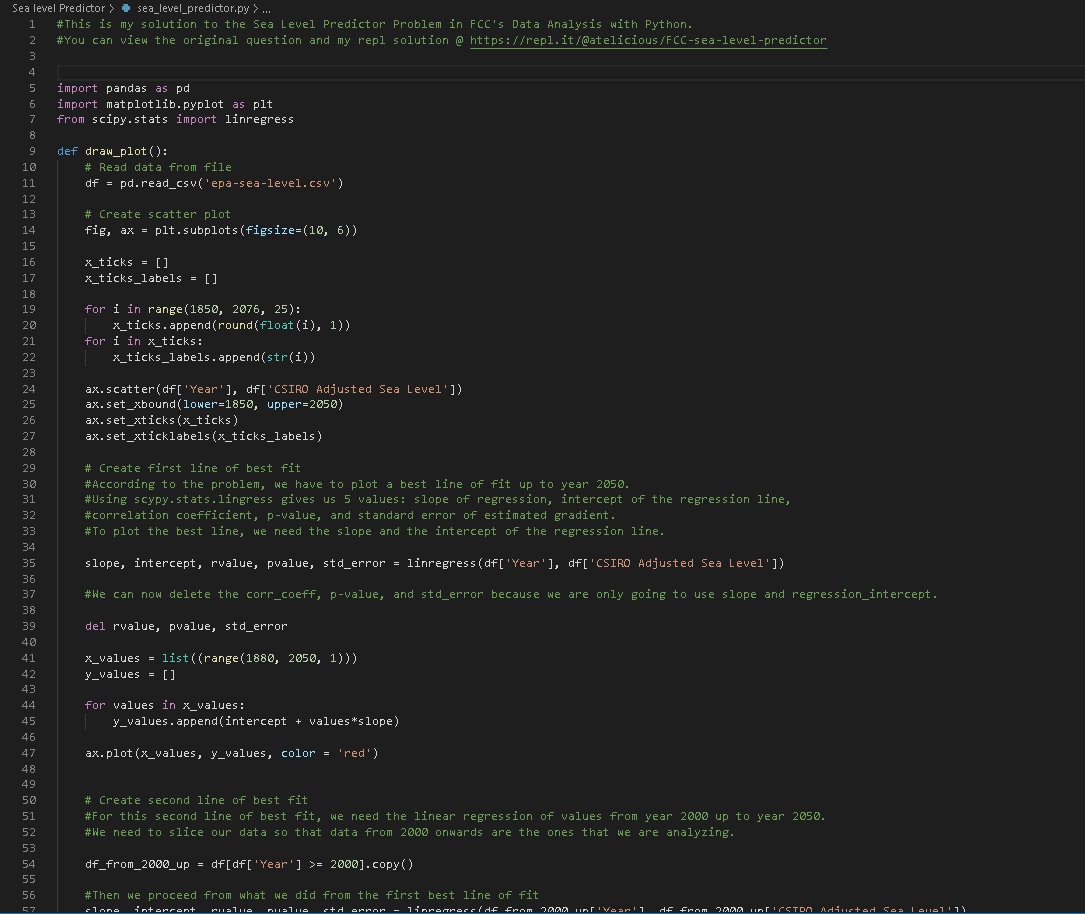 Sea level Predictor > sea_level_predictor.py > ...
1 #This is my solution to the Sea Level Predictor Problem in FCC's Data Analysis with Python.
2 #You can view the original question and my repl solution @ https://repl.it/@atelicious/FCC-sea-level-predictor
3
4
5 import pandas as pd
6 import matplotlib.pyplot as plt
7 from scipy.stats import linregress
8
9 def draw_plot():
10     # Read data from file
11     df = pd.read_csv('epa-sea-level.csv')
12
13     # Create scatter plot
14     fig, ax = plt.subplots(figsize=(10, 6))
15
16     x_ticks = []
17     x_ticks_labels = []
18
19     for i in range(1850, 2076, 25):
20         x_ticks.append(round(float(i), 1))
21     for i in x_ticks:
22         x_ticks_labels.append(str(i))
23
24     ax.scatter(df['Year'], df['CSIRO Adjusted Sea Level'])
25     ax.set_xbound(lower=1850, upper=2050)
26     ax.set_xticks(x_ticks)
27     ax.set_xticklabels(x_ticks_labels)
28
29     # Create first line of best fit
30     #According to the problem, we have to plot a best line of fit up to year 2050.
31     #Using scypy.stats.lingress gives us 5 values: slope of regression, intercept of the regression line,
32     #correlation coefficient, p-value, and standard error of estimated gradient.
33     #To plot the best line, we need the slope and the intercept of the regression line.
34
35     slope, intercept, rvalue, pvalue, std_error = linregress(df['Year'], df['CSIRO Adjusted Sea Level'])
36
37     #We can now delete the corr_coeff, p-value, and std_error because we are only going to use slope and regression_intercept.
38
39     del rvalue, pvalue, std_error
40
41     x_values = list((range(1880, 2050, 1)))
42     y_values = []
43
44     for values in x_values:
45         y_values.append(intercept + values*slope)
46
47     ax.plot(x_values, y_values, color = 'red')
48
49
50     # Create second line of best fit
51     #For this second line of best fit, we need the linear regression of values from year 2000 up to year 2050.
52     #We need to slice our data so that data from 2000 onwards are the ones that we are analyzing.
53
54     df_from_2000_up = df[df['Year'] >= 2000].copy()
55
56     #Then we proceed from what we did from the first best line of fit
57     slope, intercept, rvalue, pvalue, std_error = linregress(df_from_2000_up['Year'], df_from_2000_up['CSIRO Adjusted Sea Level'])